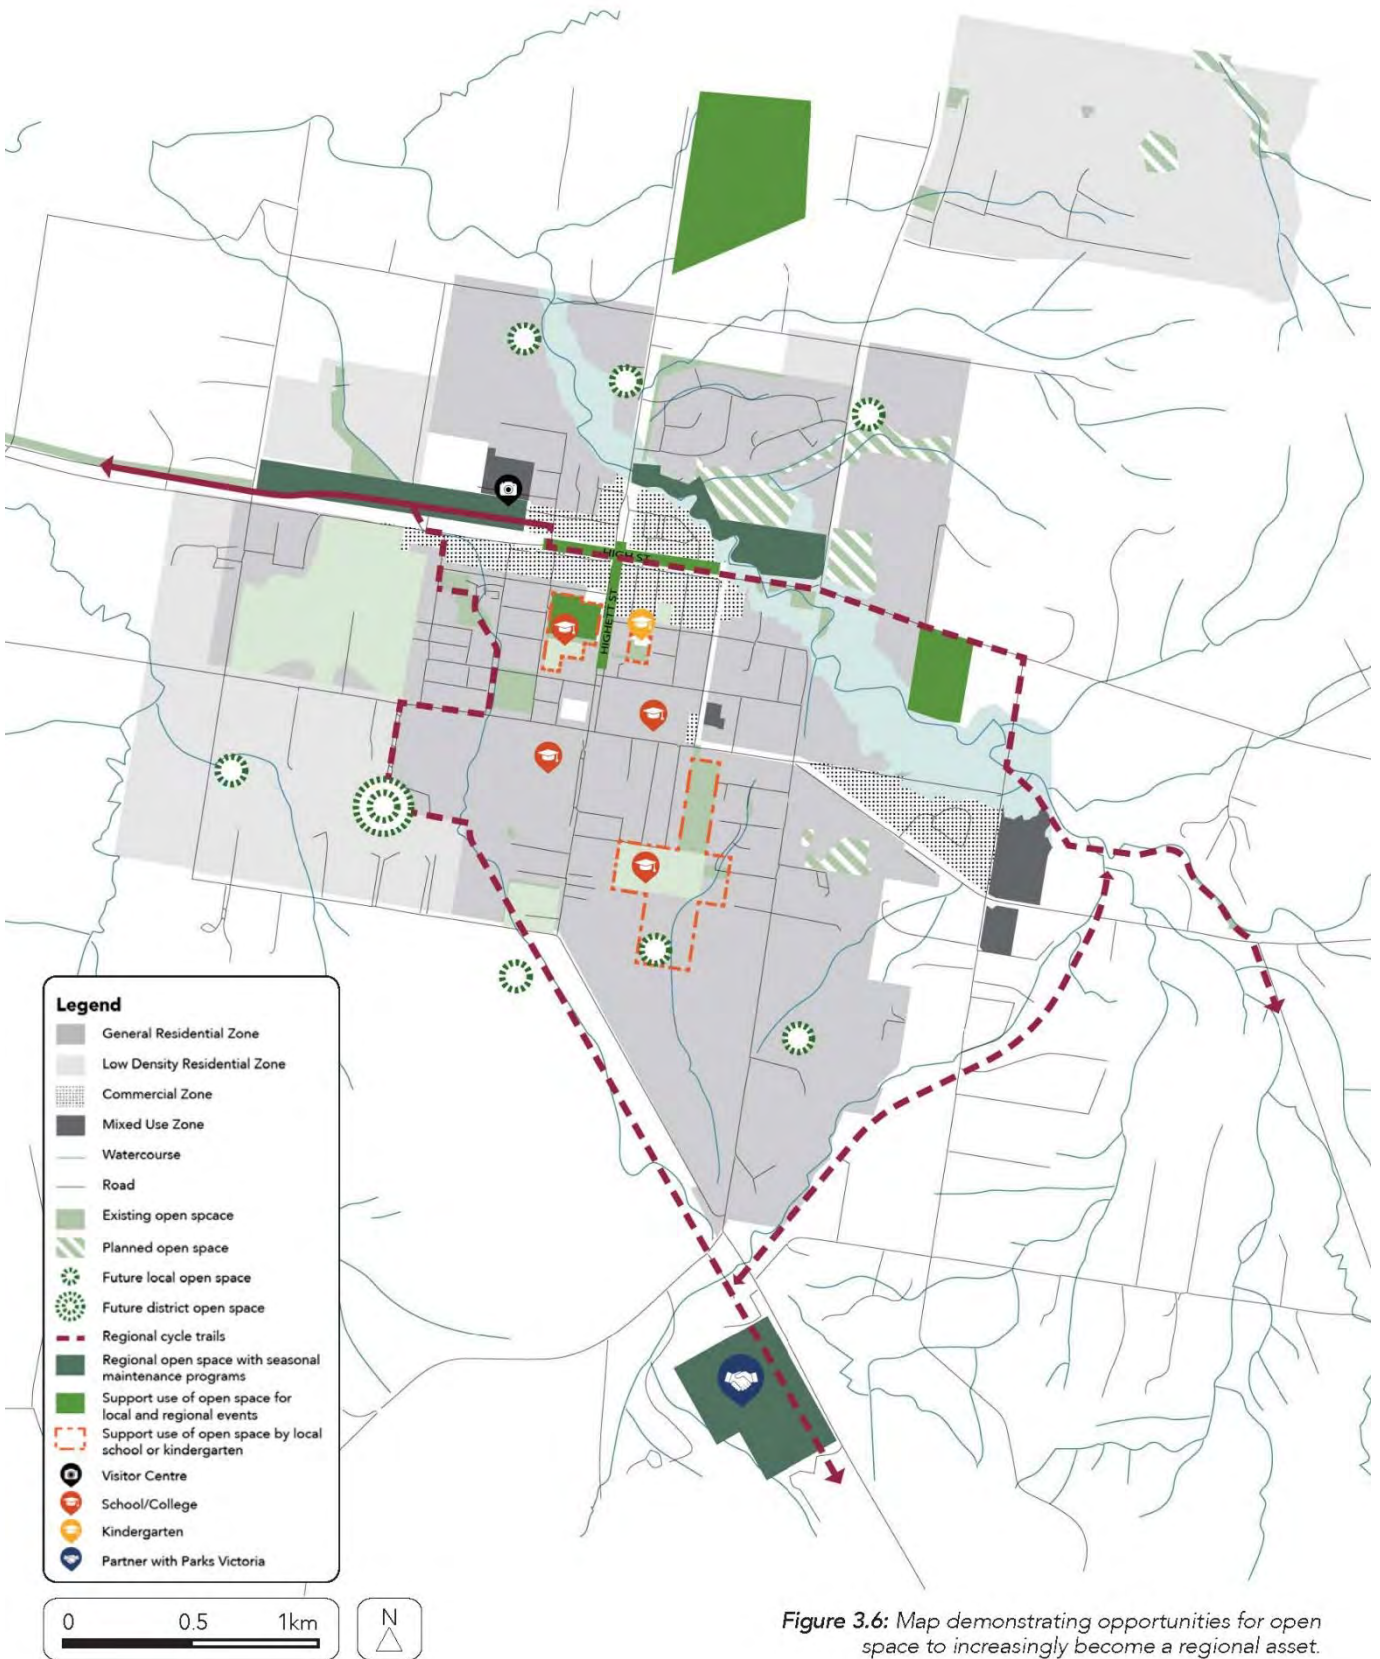 HIGH ST
HIGHETT ST
Legend
General Residential Zone
Low Density Residential Zone
Commercial Zone
Mixed Use Zone
Watercourse
Road
Existing open spcace
Planned open space
Future local open space
Future district open space
Regional cycle trails
Regional open space with seasonal
maintenance programs
Support use of open space for
local and regional events
Support use of open space by local
school or kindergarten
Visitor Centre
School/College
Kindergarten
Partner with Parks Victoria
0 0.5 1km
N
Figure 3.6: Map demonstrating opportunities for open
space to increasingly become a regional asset.